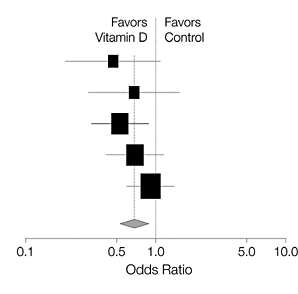 Favors Favors
Vitamin D Control
0.1 0.5 1.0 5.0 10.0
Odds Ratio